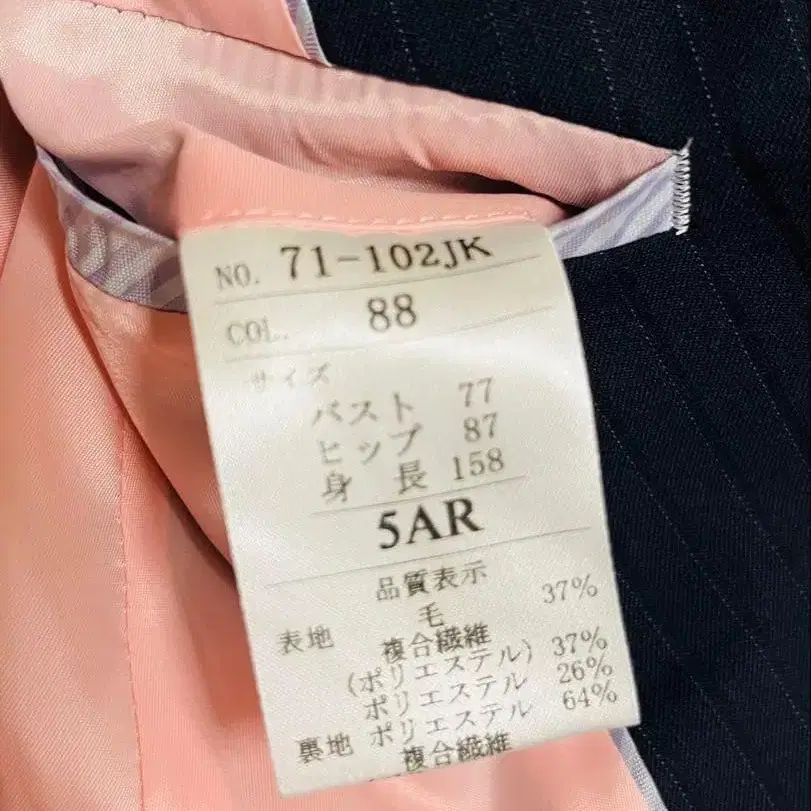 NO. 71-102JK
COL. 88
サイズ
バスト 77
ヒップ 87
身長 158
5AR
品質表示
表地 毛 37%
複合繊維
(ポリエステル) 37%
ポリエステル 26%
裏地 ポリエステル 64%
複合繊維